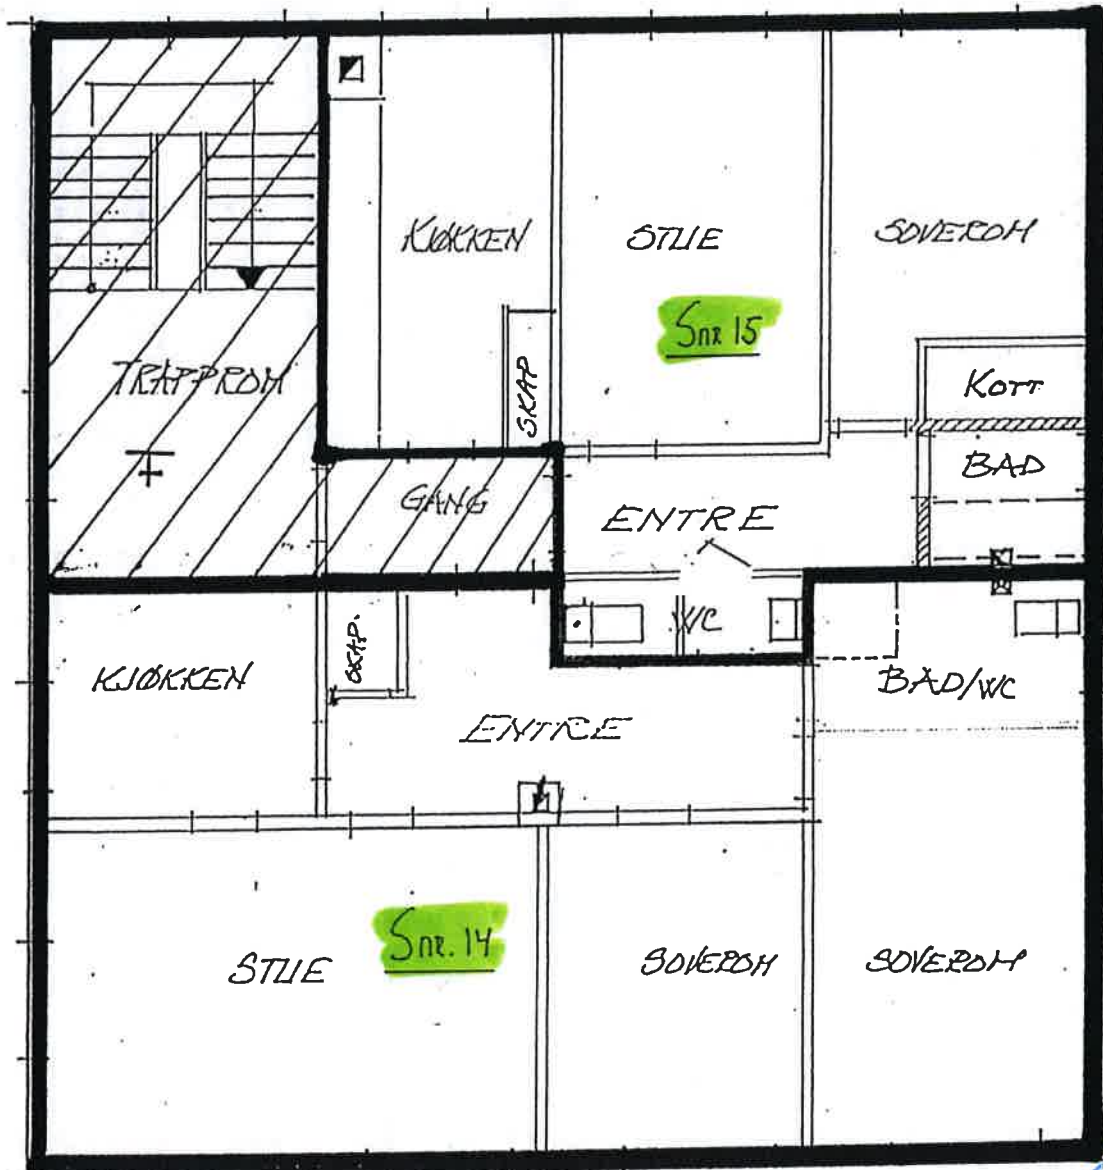 KJØKKEN
STUE
SOVEROM
Snr 15
TRAPPROM
SKAP
KOTT
BAD
GANG
ENTRE
WC
KJØKKEN
SKAP.
BAD/WC
ENTRE
Snr. 14
STUE
SOVEROM
SOVEROM